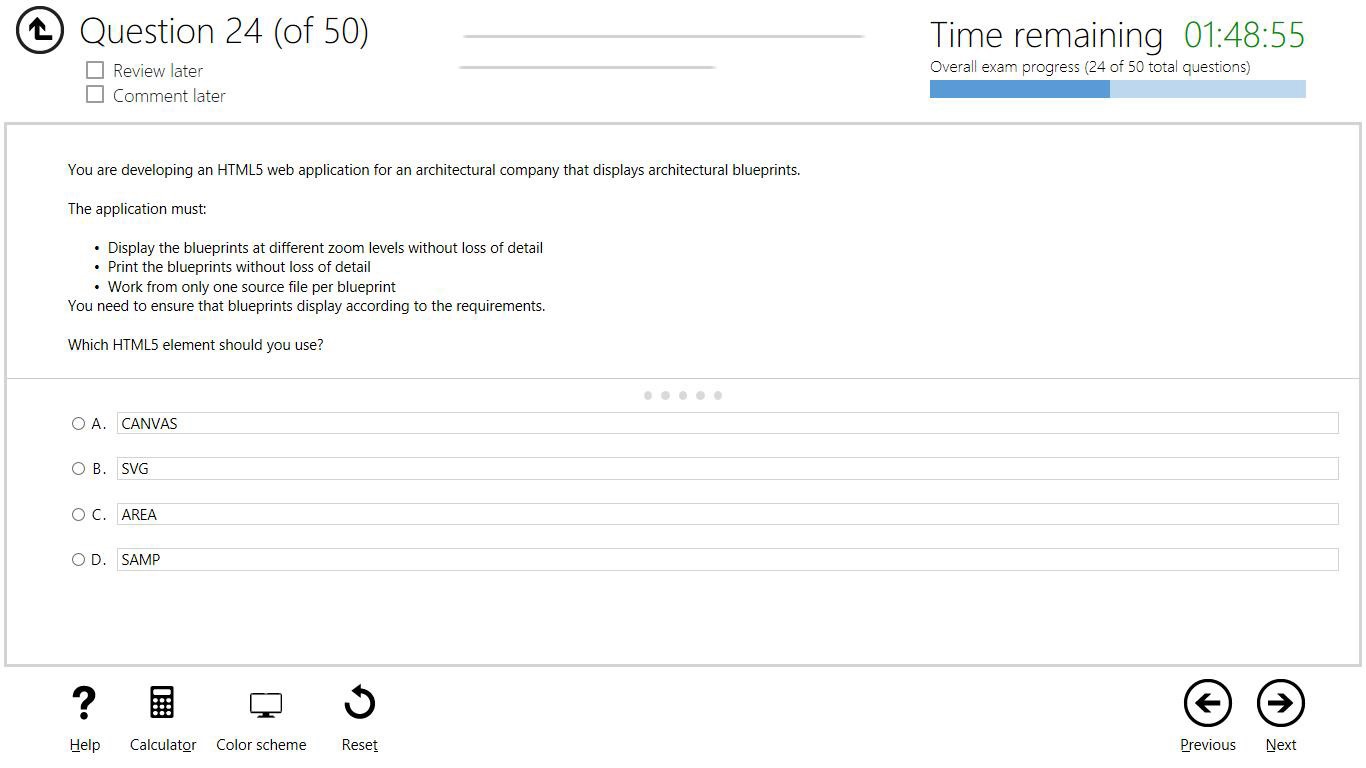 Question 24 (of 50)
Review later
Comment later
Time remaining 01:48:55
Overall exam progress (24 of 50 total questions)
You are developing an HTML5 web application for an architectural company that displays architectural blueprints.
The application must:
• Display the blueprints at different zoom levels without loss of detail
• Print the blueprints without loss of detail
• Work from only one source file per blueprint
You need to ensure that blueprints display according to the requirements.
Which HTML5 element should you use?
A. CANVAS
B. SVG
C. AREA
D. SAMP
Help Calculator Color scheme Reset Previous Next